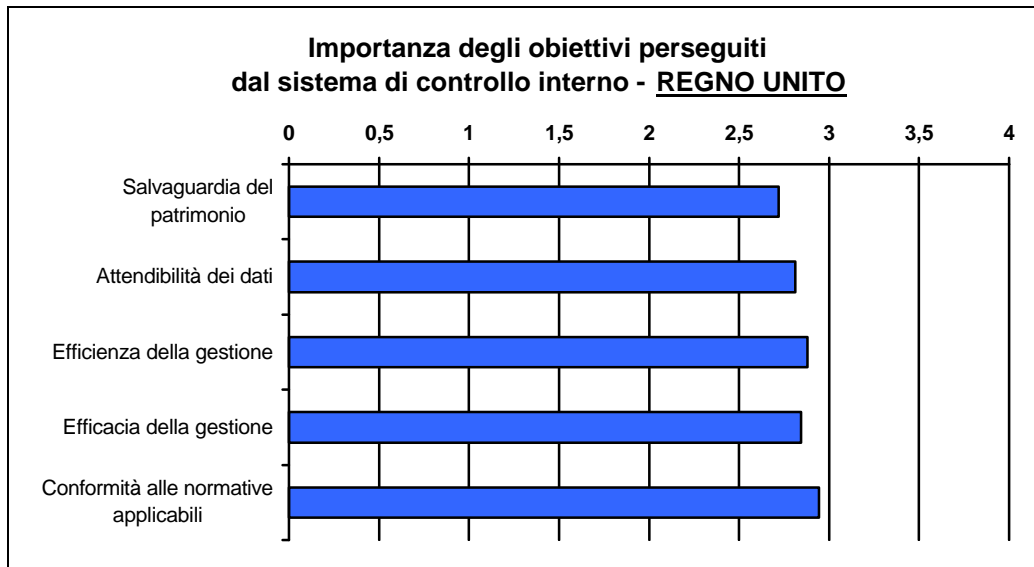 Importanza degli obiettivi perseguiti
dal sistema di controllo interno - REGNO UNITO
0 0,5 1 1,5 2 2,5 3 3,5 4
Salvaguardia del
patrimonio
Attendibilità dei dati
Efficienza della gestione
Efficacia della gestione
Conformità alle normative
applicabili